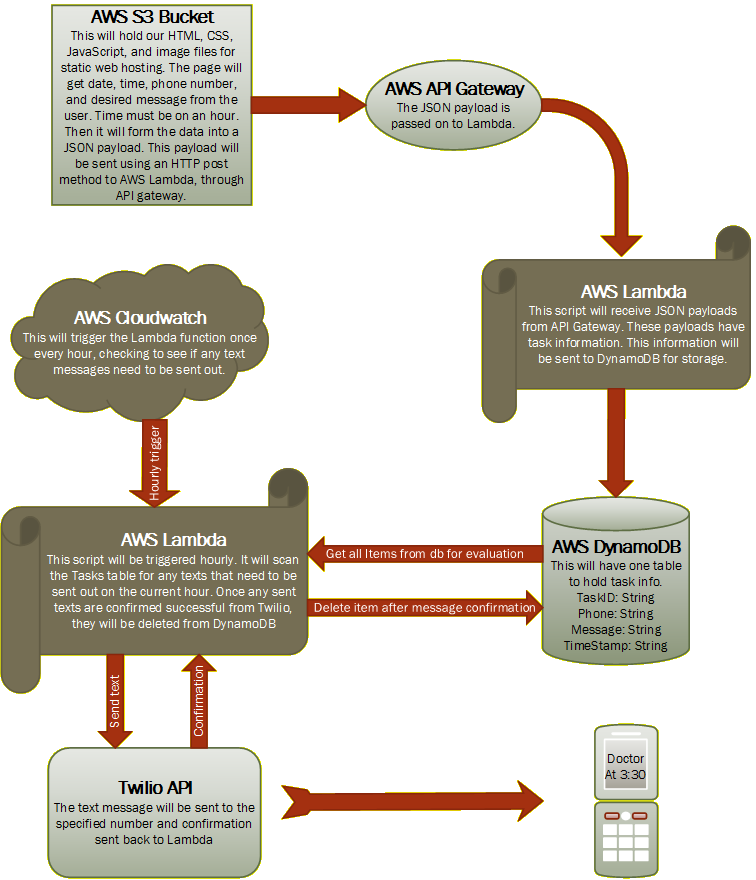 AWS S3 Bucket
This will hold our HTML, CSS,
JavaScript, and image files for
static web hosting. The page will
get date, time, phone number,
and desired message from the
user. Time must be on an hour.
Then it will form the data into a
JSON payload. This payload will
be sent using an HTTP post
method to AWS Lambda, through
API gateway.
AWS API Gateway
The JSON payload is
passed on to Lambda.
AWS Lambda
This script will receive JSON payloads
from API Gateway. These payloads have
task information. This information will
be sent to DynamoDB for storage.
AWS Cloudwatch
This will trigger the Lambda function once
every hour, checking to see if any text
messages need to be sent out.
Hourly trigger
AWS Lambda
This script will be triggered hourly. It will scan
the Tasks table for any texts that need to be
sent out on the current hour. Once any sent
texts are confirmed successful from Twilio,
they will be deleted from DynamoDB
Get all Items from db for evaluation
Delete item after message confirmation
AWS DynamoDB
This will have one table
to hold task info.
TaskID: String
Phone: String
Message: String
TimeStamp: String
Send text
Confirmation
Twilio API
The text message will be sent to the
specified number and confirmation
sent back to Lambda
Doctor
At 3:30